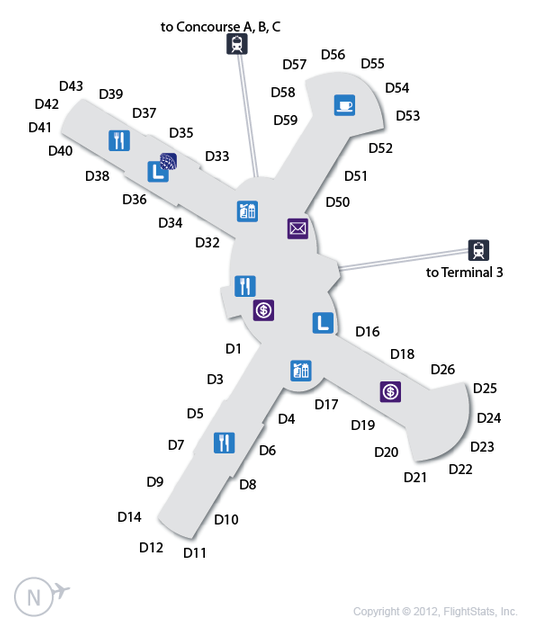 to Concourse A, B, C
D56
D57
D55
D58
D54
D59
D53
D52
D51
D50
D43
D39
D42
D37
D41
D35
D40
D33
D38
D36
D34
D32
L
to Terminal 3
$
L
D16
D1
D18
D26
D3
D25
$
D17
D24
D5
D4
D19
D23
D7
D6
D20
D22
D21
D9
D8
D14
D10
D12
D11
N
Copyright © 2012, FlightStats, Inc.